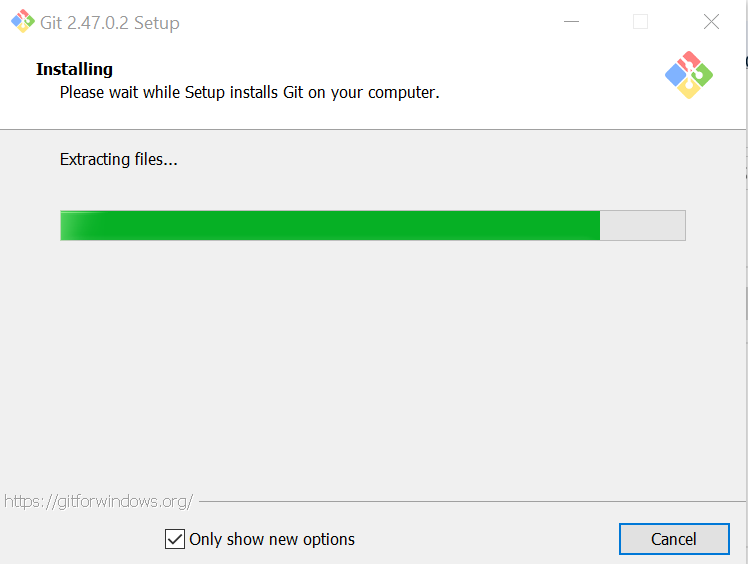 Git 2.47.0.2 Setup
Installing
Please wait while Setup installs Git on your computer.
Extracting files...
https://gitforwindows.org/
Only show new options
Cancel